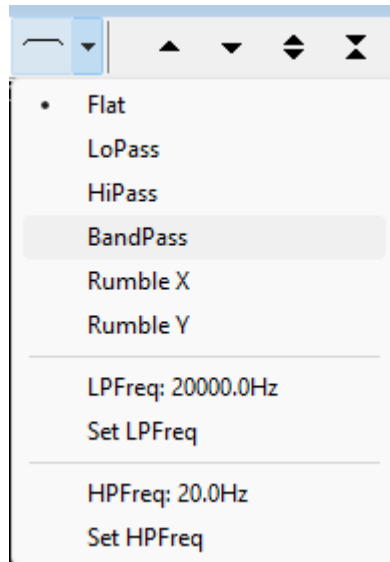 Flat
LoPass
HiPass
BandPass
Rumble X
Rumble Y
LPFreq: 20000.0Hz
Set LPFreq
HPFreq: 20.0Hz
Set HPFreq